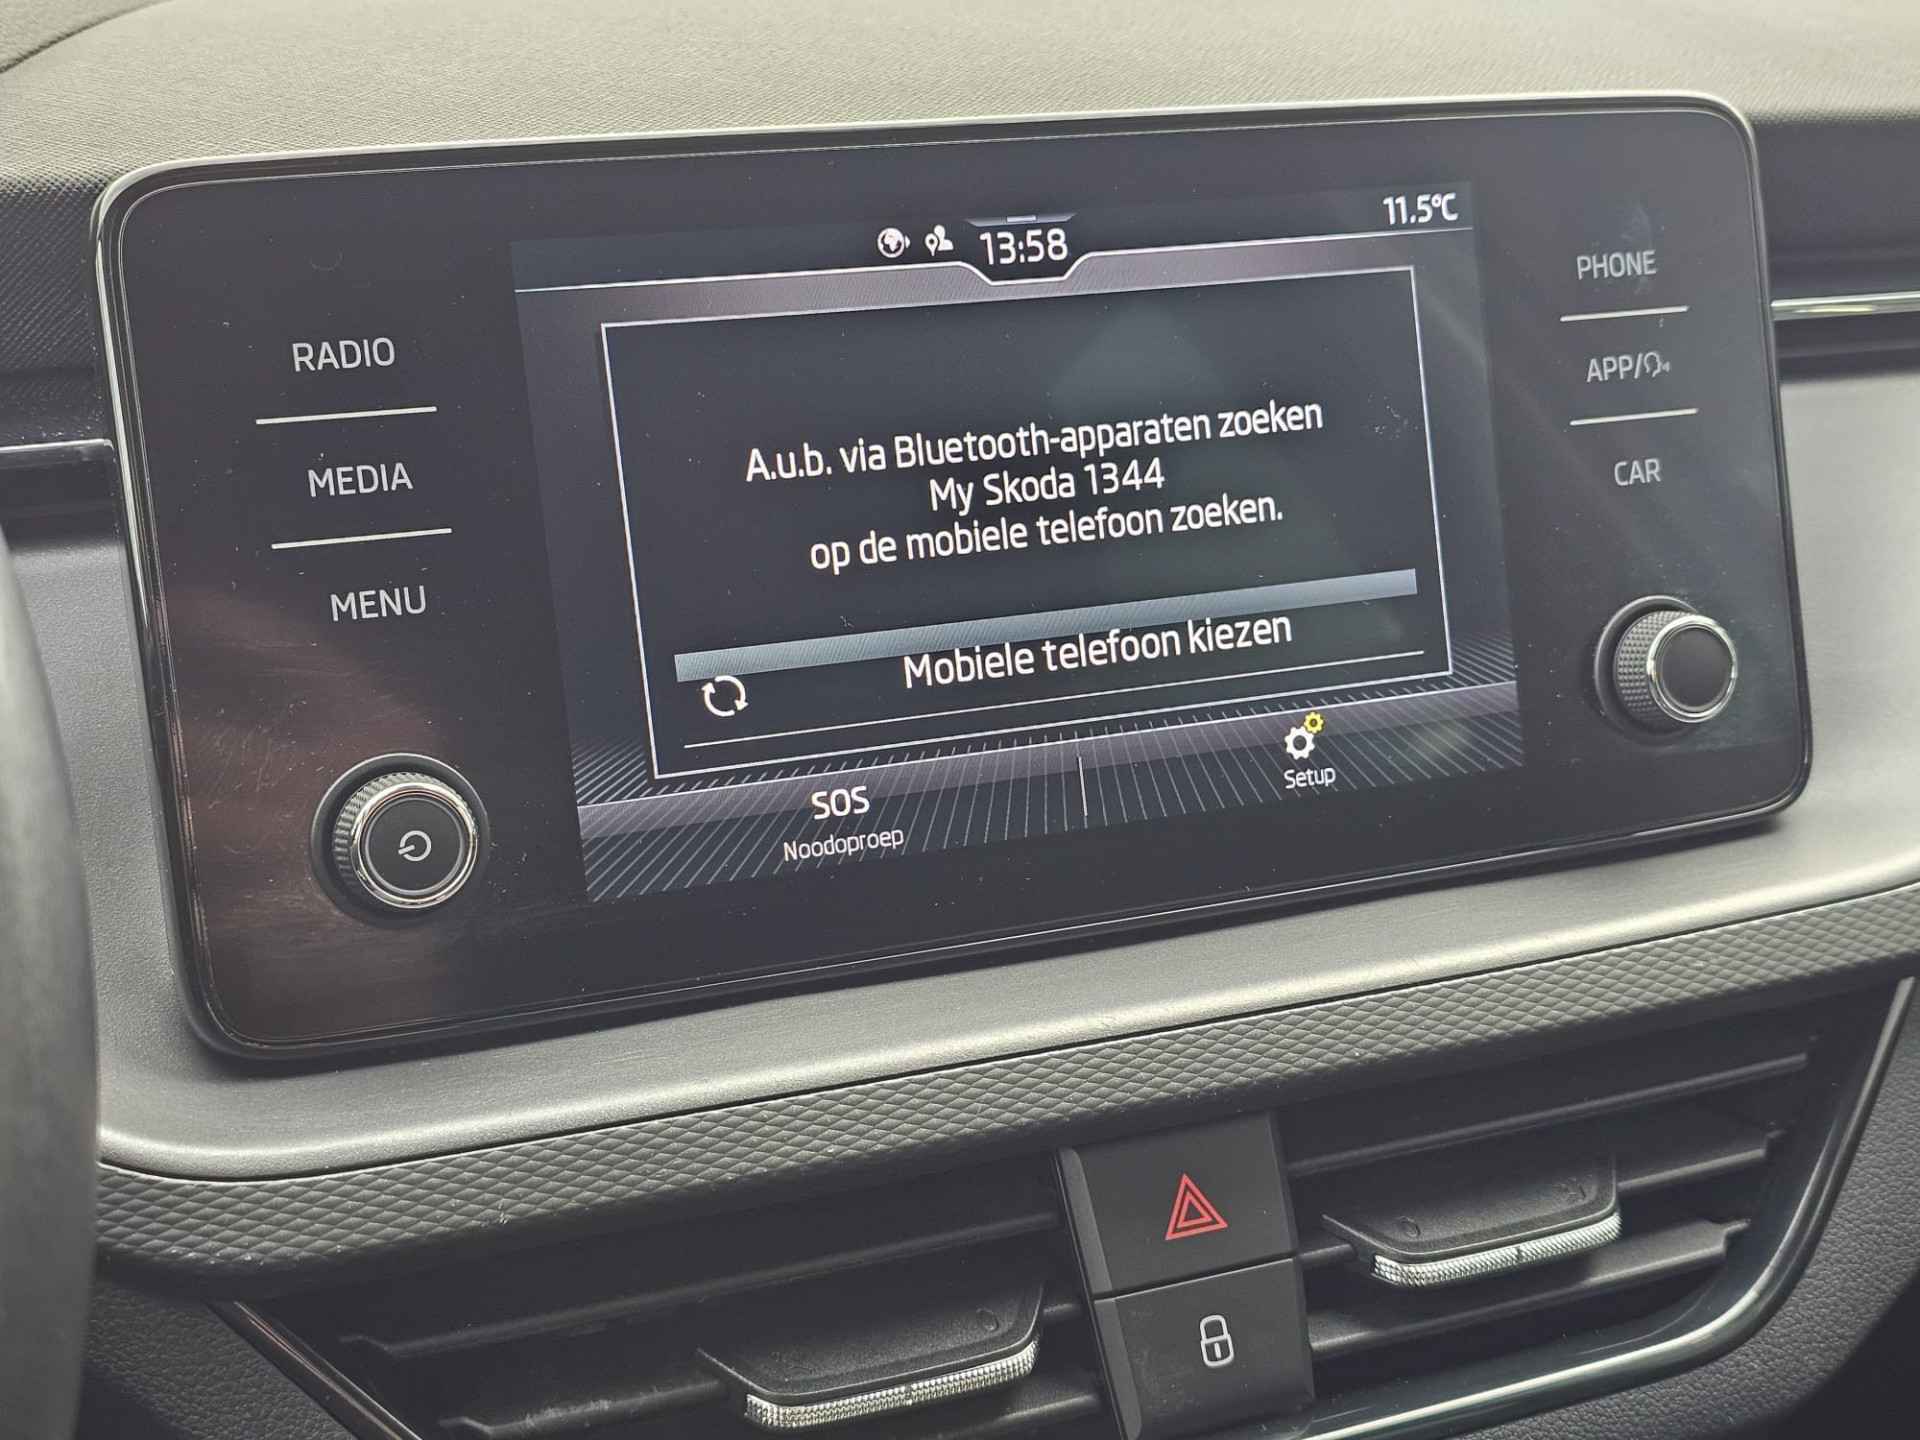 13:58
11.5°C
RADIO
MEDIA
MENU
A.u.b. via Bluetooth-apparaten zoeken
My Skoda 1344
op de mobiele telefoon zoeken.
Mobiele telefoon kiezen
SOS
Noodoproep
Setup
PHONE
APP/
CAR